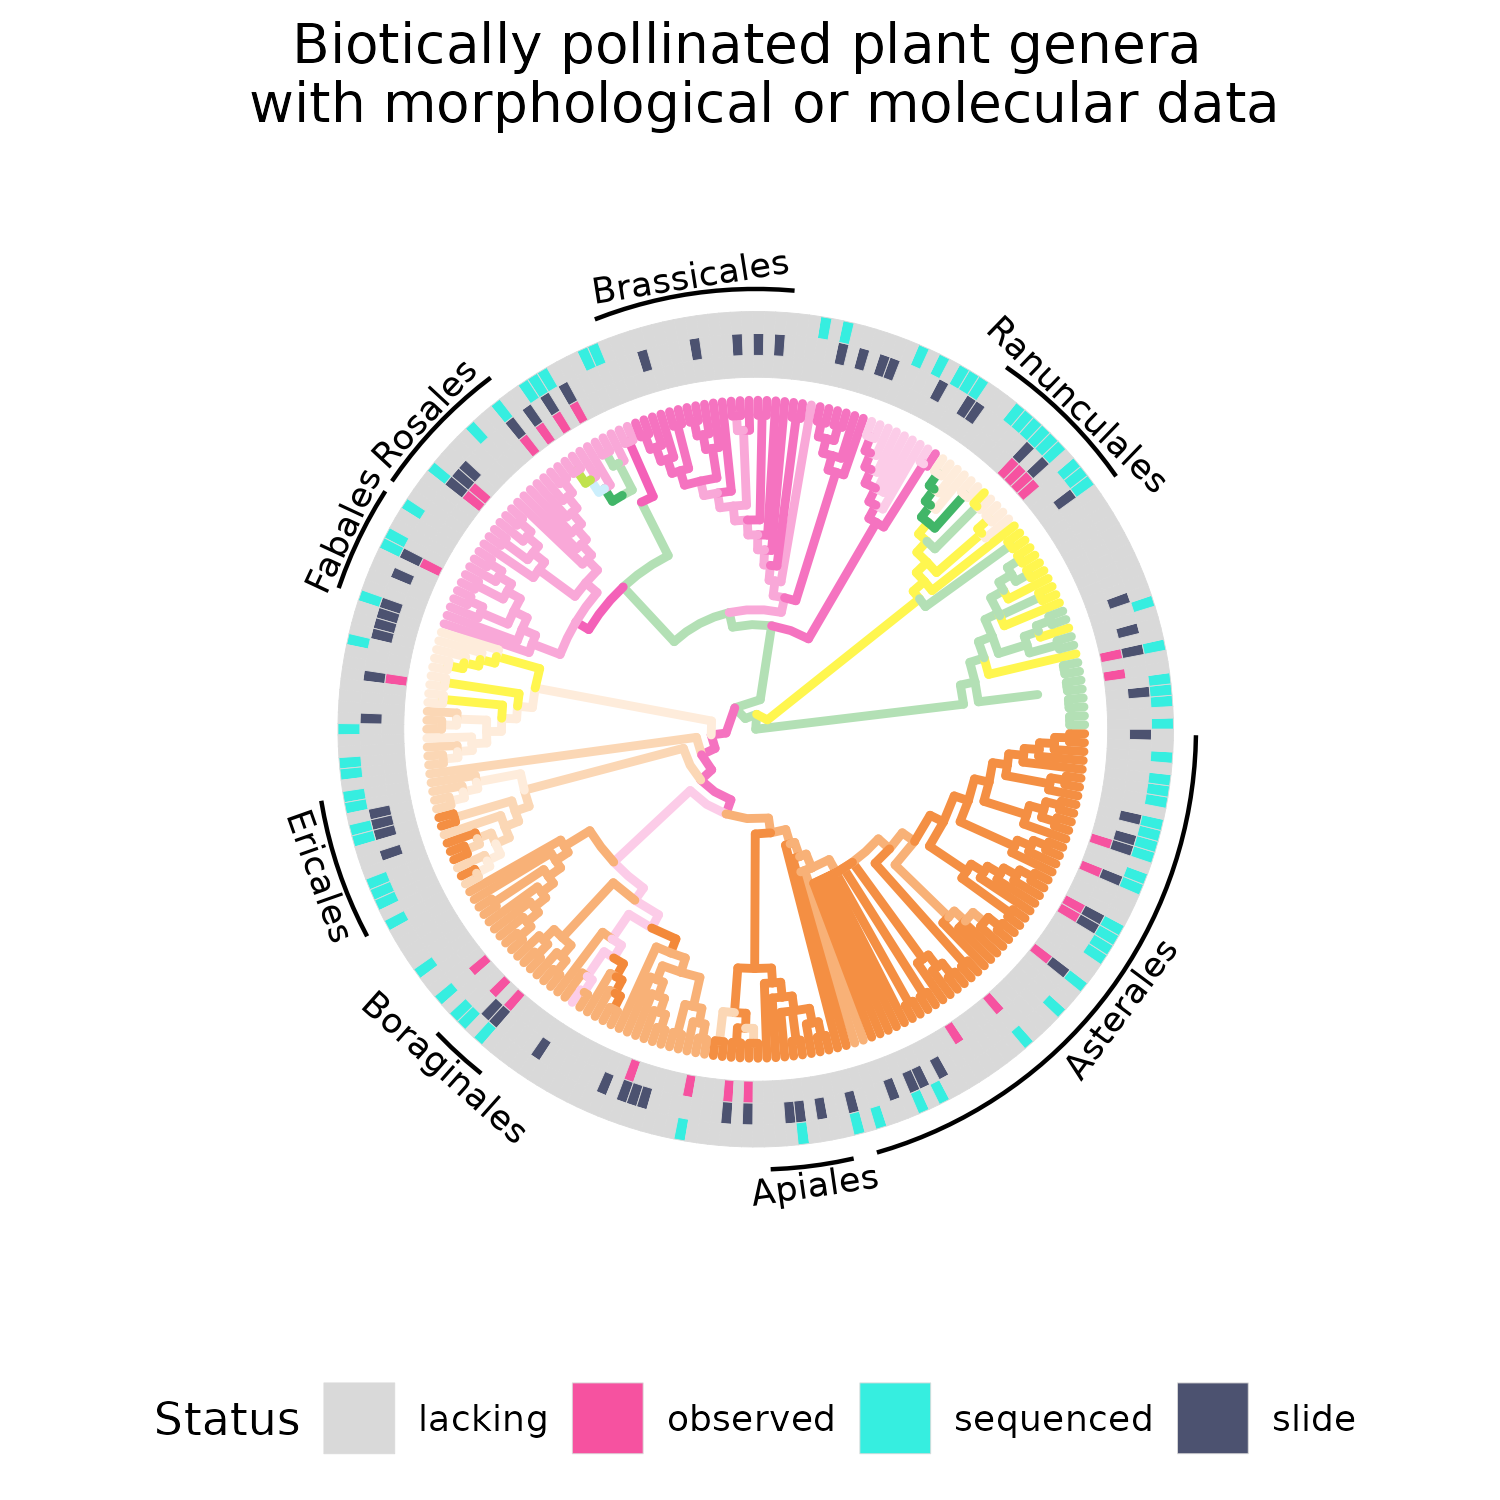 Biotically pollinated plant genera
with morphological or molecular data
Brassicales
Ranunculales
Rosales
Fabales
Ericales
Boraginales
Asterales
Apiales
Status
lacking
observed
sequenced
slide